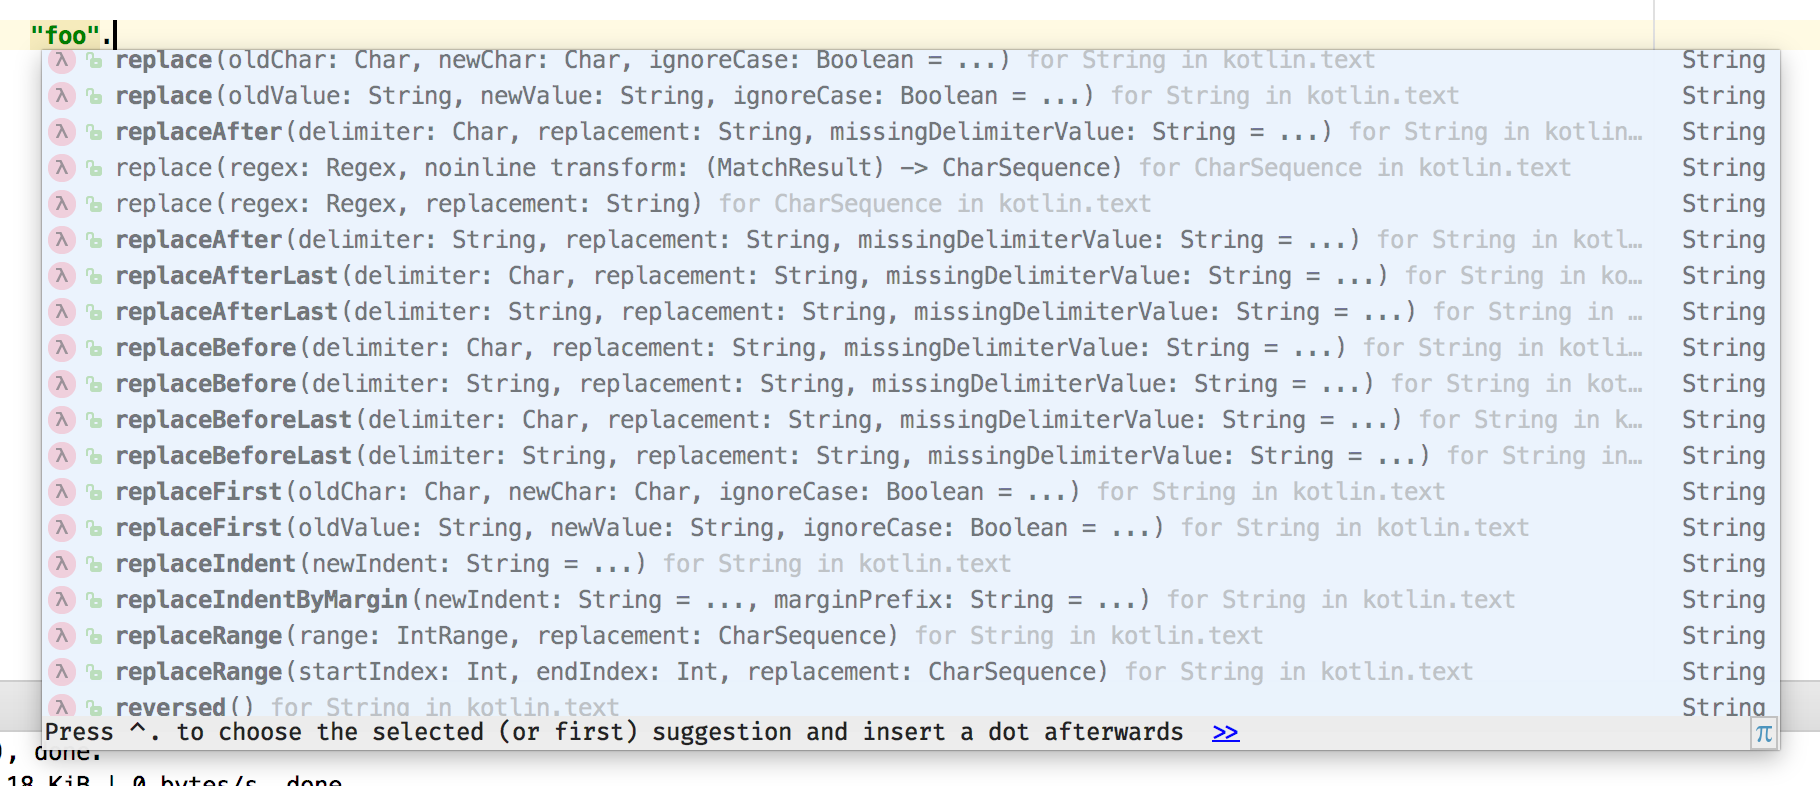 "foo".
λ replace(oldChar: Char, newChar: Char, ignoreCase: Boolean = ...) for String in kotlin.text String
λ replace(oldValue: String, newValue: String, ignoreCase: Boolean = ...) for String in kotlin.text String
λ replaceAfter(delimiter: Char, replacement: String, missingDelimiterValue: String = ...) for String in kotlin… String
λ replace(regex: Regex, noinline transform: (MatchResult) -> CharSequence) for CharSequence in kotlin.text String
λ replace(regex: Regex, replacement: String) for CharSequence in kotlin.text String
λ replaceAfter(delimiter: String, replacement: String, missingDelimiterValue: String = ...) for String in kotl… String
λ replaceAfterLast(delimiter: Char, replacement: String, missingDelimiterValue: String = ...) for String in ko… String
λ replaceAfterLast(delimiter: String, replacement: String, missingDelimiterValue: String = ...) for String in … String
λ replaceBefore(delimiter: Char, replacement: String, missingDelimiterValue: String = ...) for String in kotli… String
λ replaceBefore(delimiter: String, replacement: String, missingDelimiterValue: String = ...) for String in kot… String
λ replaceBeforeLast(delimiter: Char, replacement: String, missingDelimiterValue: String = ...) for String in k… String
λ replaceBeforeLast(delimiter: String, replacement: String, missingDelimiterValue: String = ...) for String in… String
λ replaceFirst(oldChar: Char, newChar: Char, ignoreCase: Boolean = ...) for String in kotlin.text String
λ replaceFirst(oldValue: String, newValue: String, ignoreCase: Boolean = ...) for String in kotlin.text String
λ replaceIndent(newIndent: String = ...) for String in kotlin.text String
λ replaceIndentByMargin(newIndent: String = ..., marginPrefix: String = ...) for String in kotlin.text String
λ replaceRange(range: IntRange, replacement: CharSequence) for String in kotlin.text String
λ replaceRange(startIndex: Int, endIndex: Int, replacement: CharSequence) for String in kotlin.text String
λ reversed() for String in kotlin.text String
Press ^. to choose the selected (or first) suggestion and insert a dot afterwards >> π
), done.
.18 KiB | 0 bytes/s, done